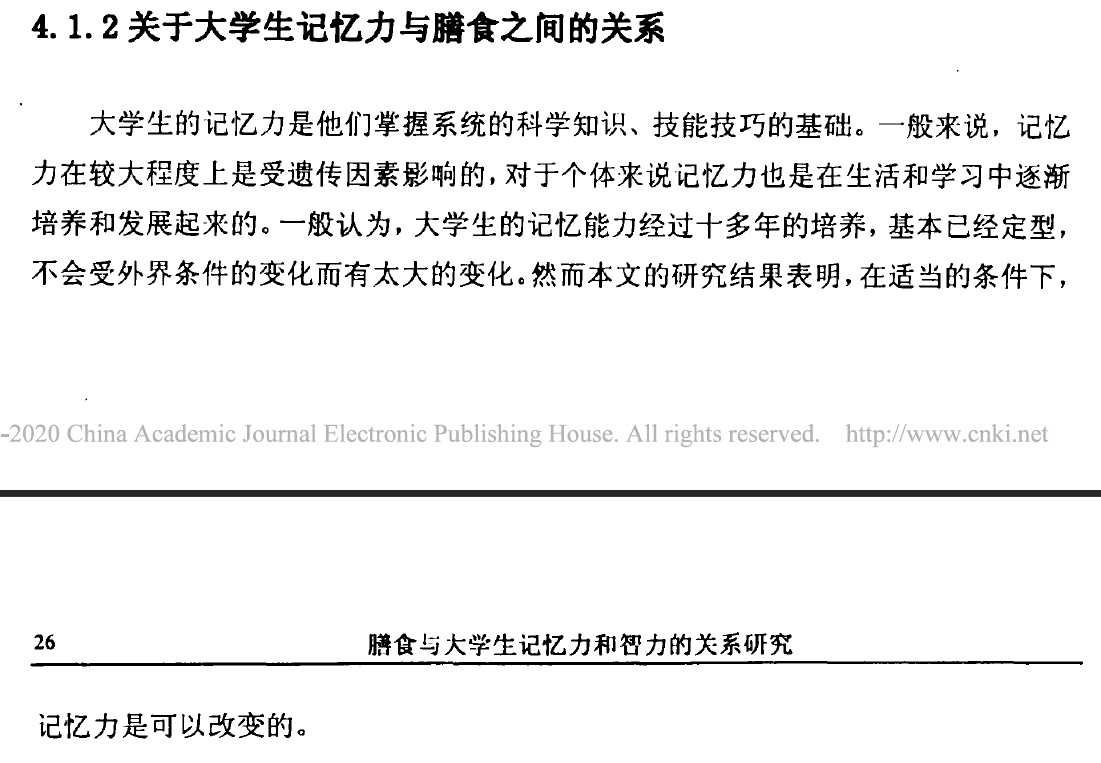 4.1.2关于大学生记忆力与膳食之间的关系
大学生的记忆力是他们掌握系统的科学知识、技能技巧的基础。一般来说，记忆
力在较大程度上是受遗传因素影响的，对于个体来说记忆力也是在生活和学习中逐渐
培养和发展起来的。一般认为，大学生的记忆能力经过十多年的培养，基本已经定型，
不会受外界条件的变化而有太大的变化。然而本文的研究结果表明，在适当的条件下，
-2020 China Academic Journal Electronic Publishing House. All rights reserved. http://www.cnki.net
26 膳食与大学生记忆力和智力的关系研究
记忆力是可以改变的。